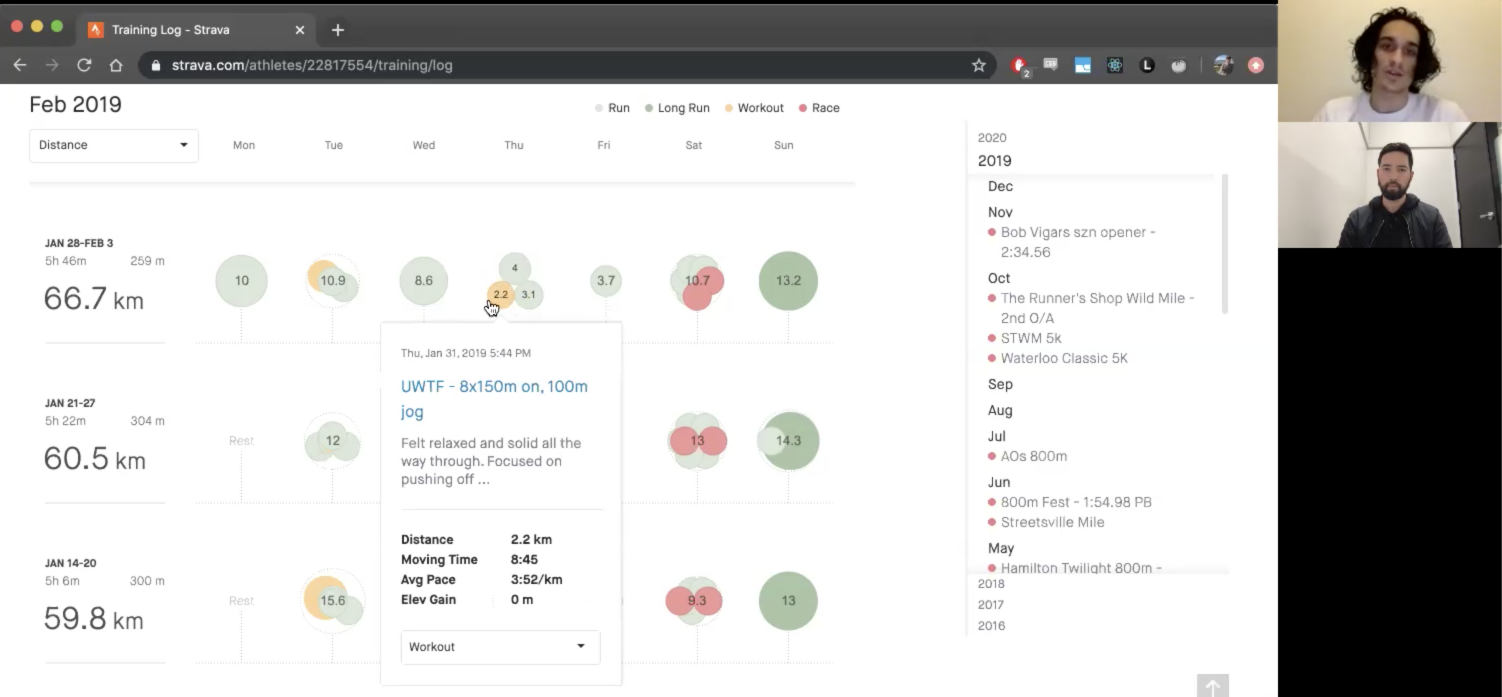 Training Log - Strava
strava.com/athletes/22817554/training/log
2
L
Feb 2019
Run Long Run Workout Race
Distance Mon Tue Wed Thu Fri Sat Sun
JAN 28-FEB 3
5h 46m 259 m
66.7 km
10 10.9 8.6 4 2.2 3.1 3.7 10.7 13.2
Thu, Jan 31, 2019 5:44 PM
UWTF - 8x150m on, 100m
jog
Felt relaxed and solid all the
way through. Focused on
pushing off ...
Distance 2.2 km
Moving Time 8:45
Avg Pace 3:52/km
Elev Gain 0 m
Workout
JAN 21-27
5h 22m 304 m
60.5 km
Rest 12 13 14.3
JAN 14-20
5h 6m 300 m
59.8 km
Rest 15.6 9.3 13
2020
2019
Dec
Nov
Bob Vigars szn opener -
2:34.56
Oct
The Runner's Shop Wild Mile -
2nd O/A
STWM 5k
Waterloo Classic 5K
Sep
Aug
Jul
AOs 800m
Jun
800m Fest - 1:54.98 PB
Streetsville Mile
May
Hamilton Twilight 800m -
2018
2017
2016